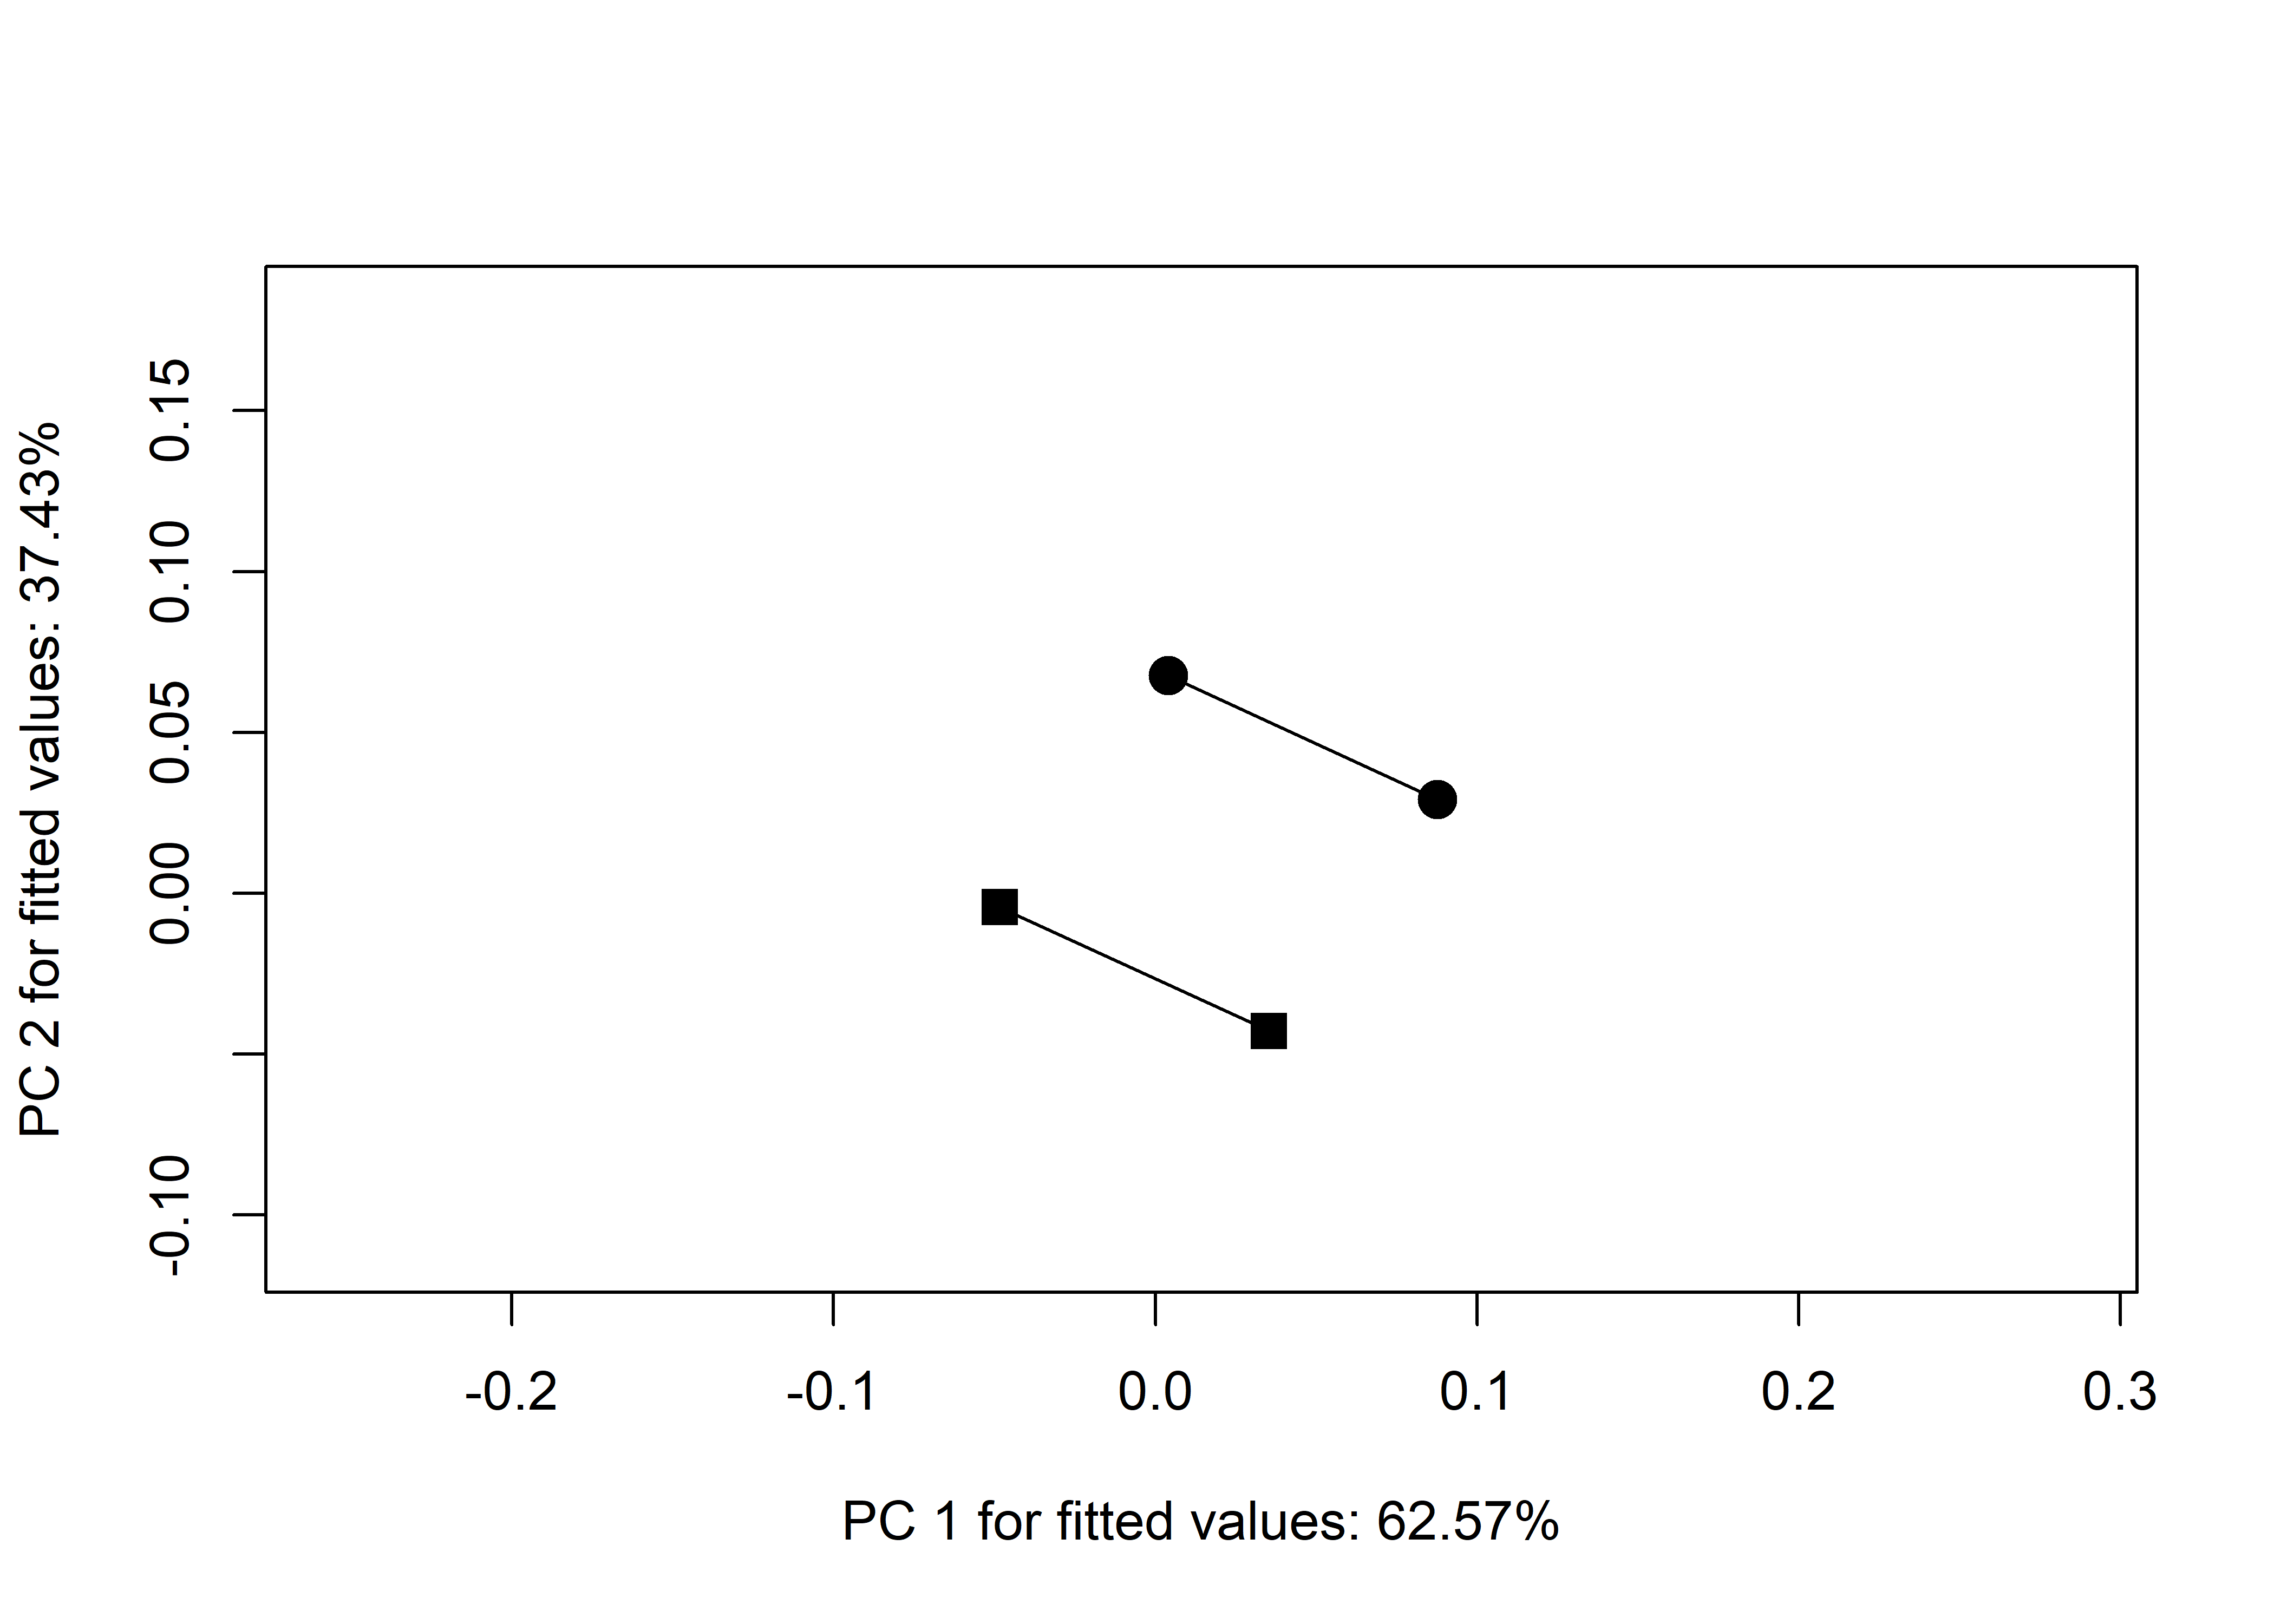 PC 2 for fitted values: 37.43%
0.15
0.10
0.05
0.00
-0.10
-0.2 -0.1 0.0 0.1 0.2 0.3
PC 1 for fitted values: 62.57%